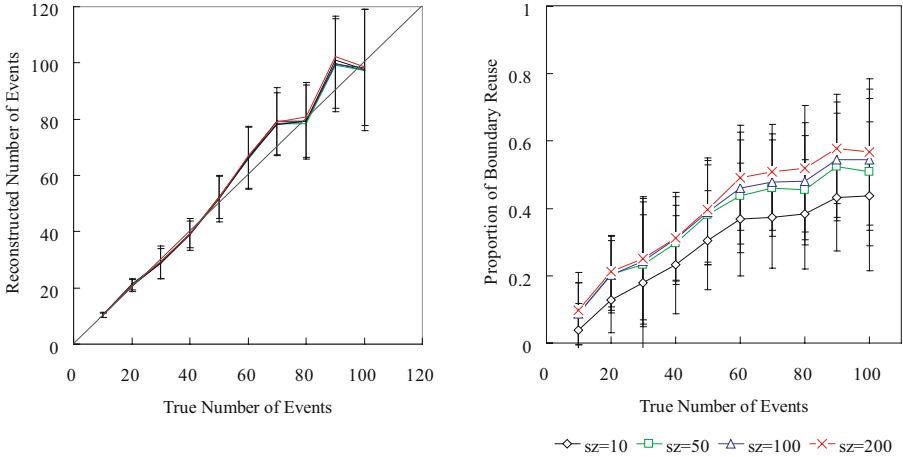 120
100
80
60
40
20
0
Reconstructed Number of Events
0 20 40 60 80 100 120
True Number of Events
1
0.8
0.6
0.4
0.2
0
Proportion of Boundary Reuse
0 20 40 60 80 100
True Number of Events
sz=10 sz=50 sz=100 sz=200